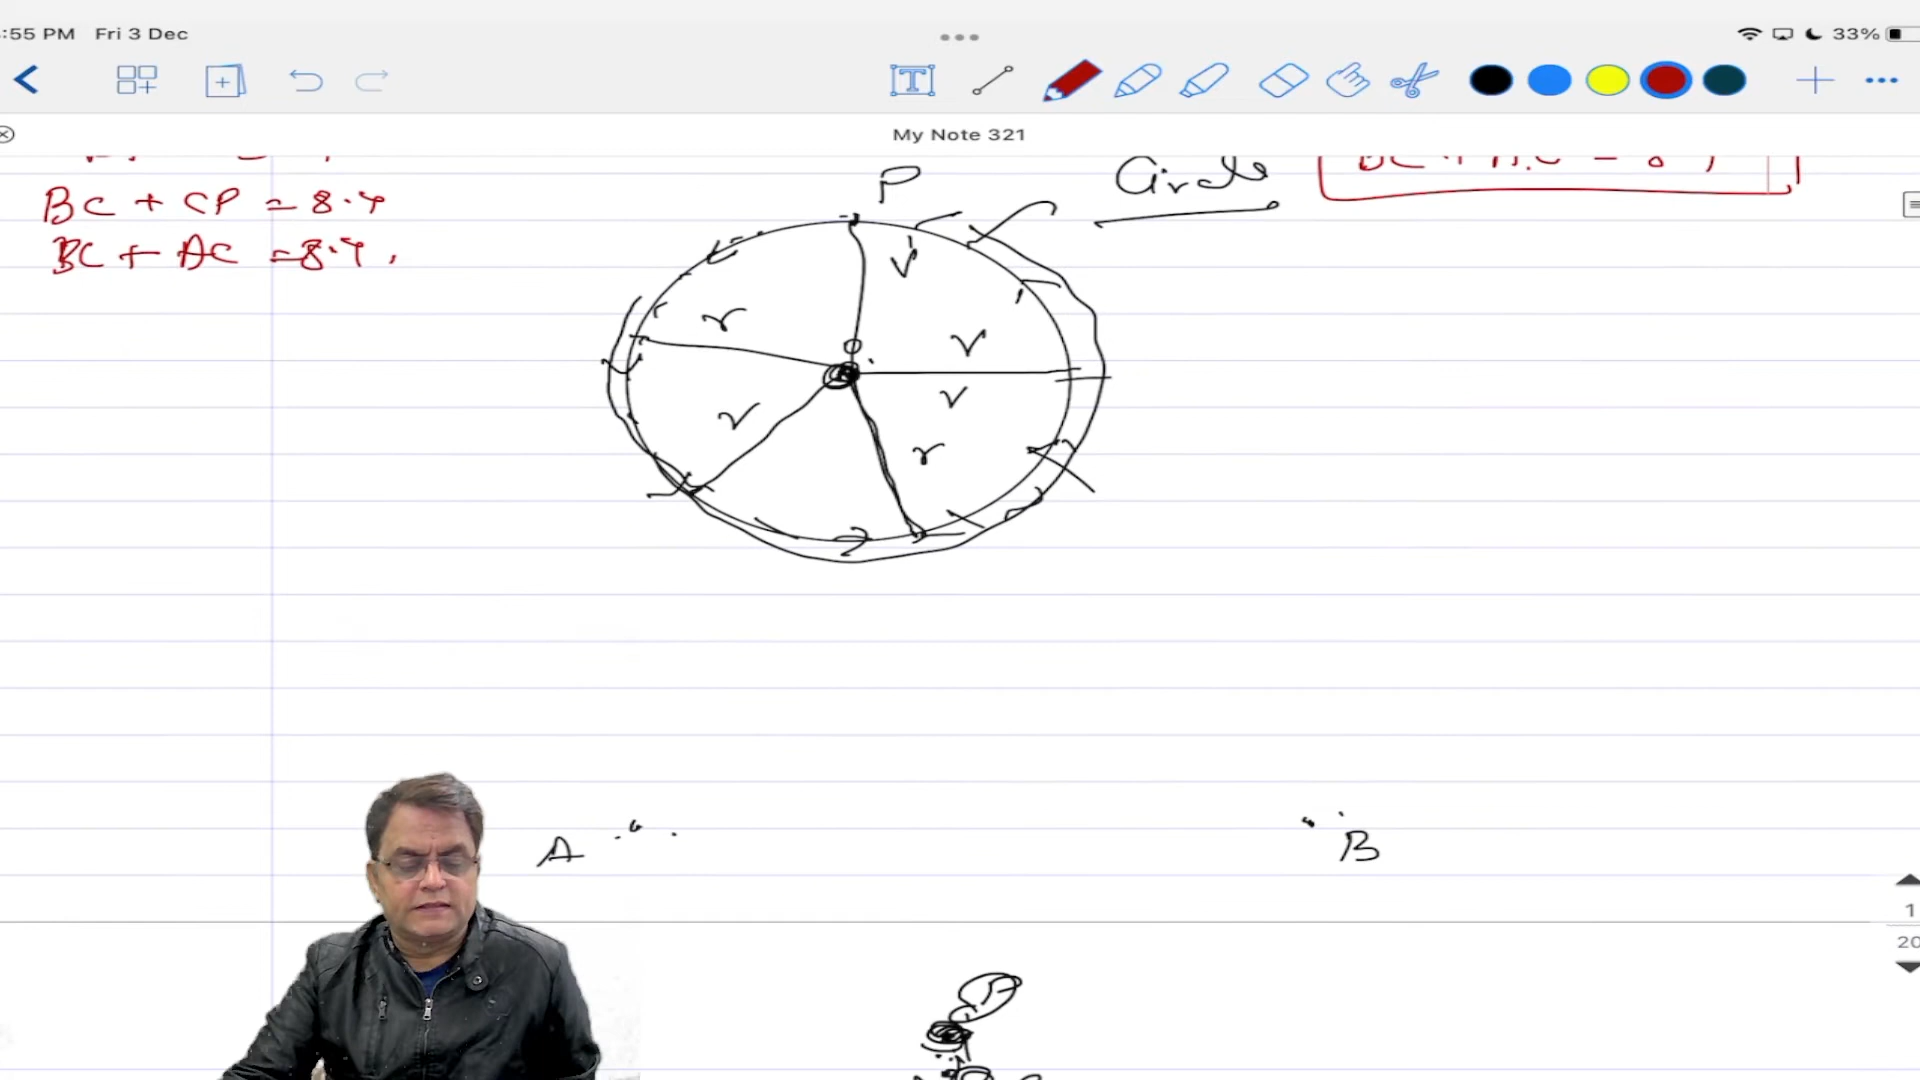 :55 PM Fri 3 Dec
33%
T
My Note 321
BC + CP = 8.4
BC + AC = 8.4,
P
Circle
r
r
r
r
r
r
O
A
B
1
20